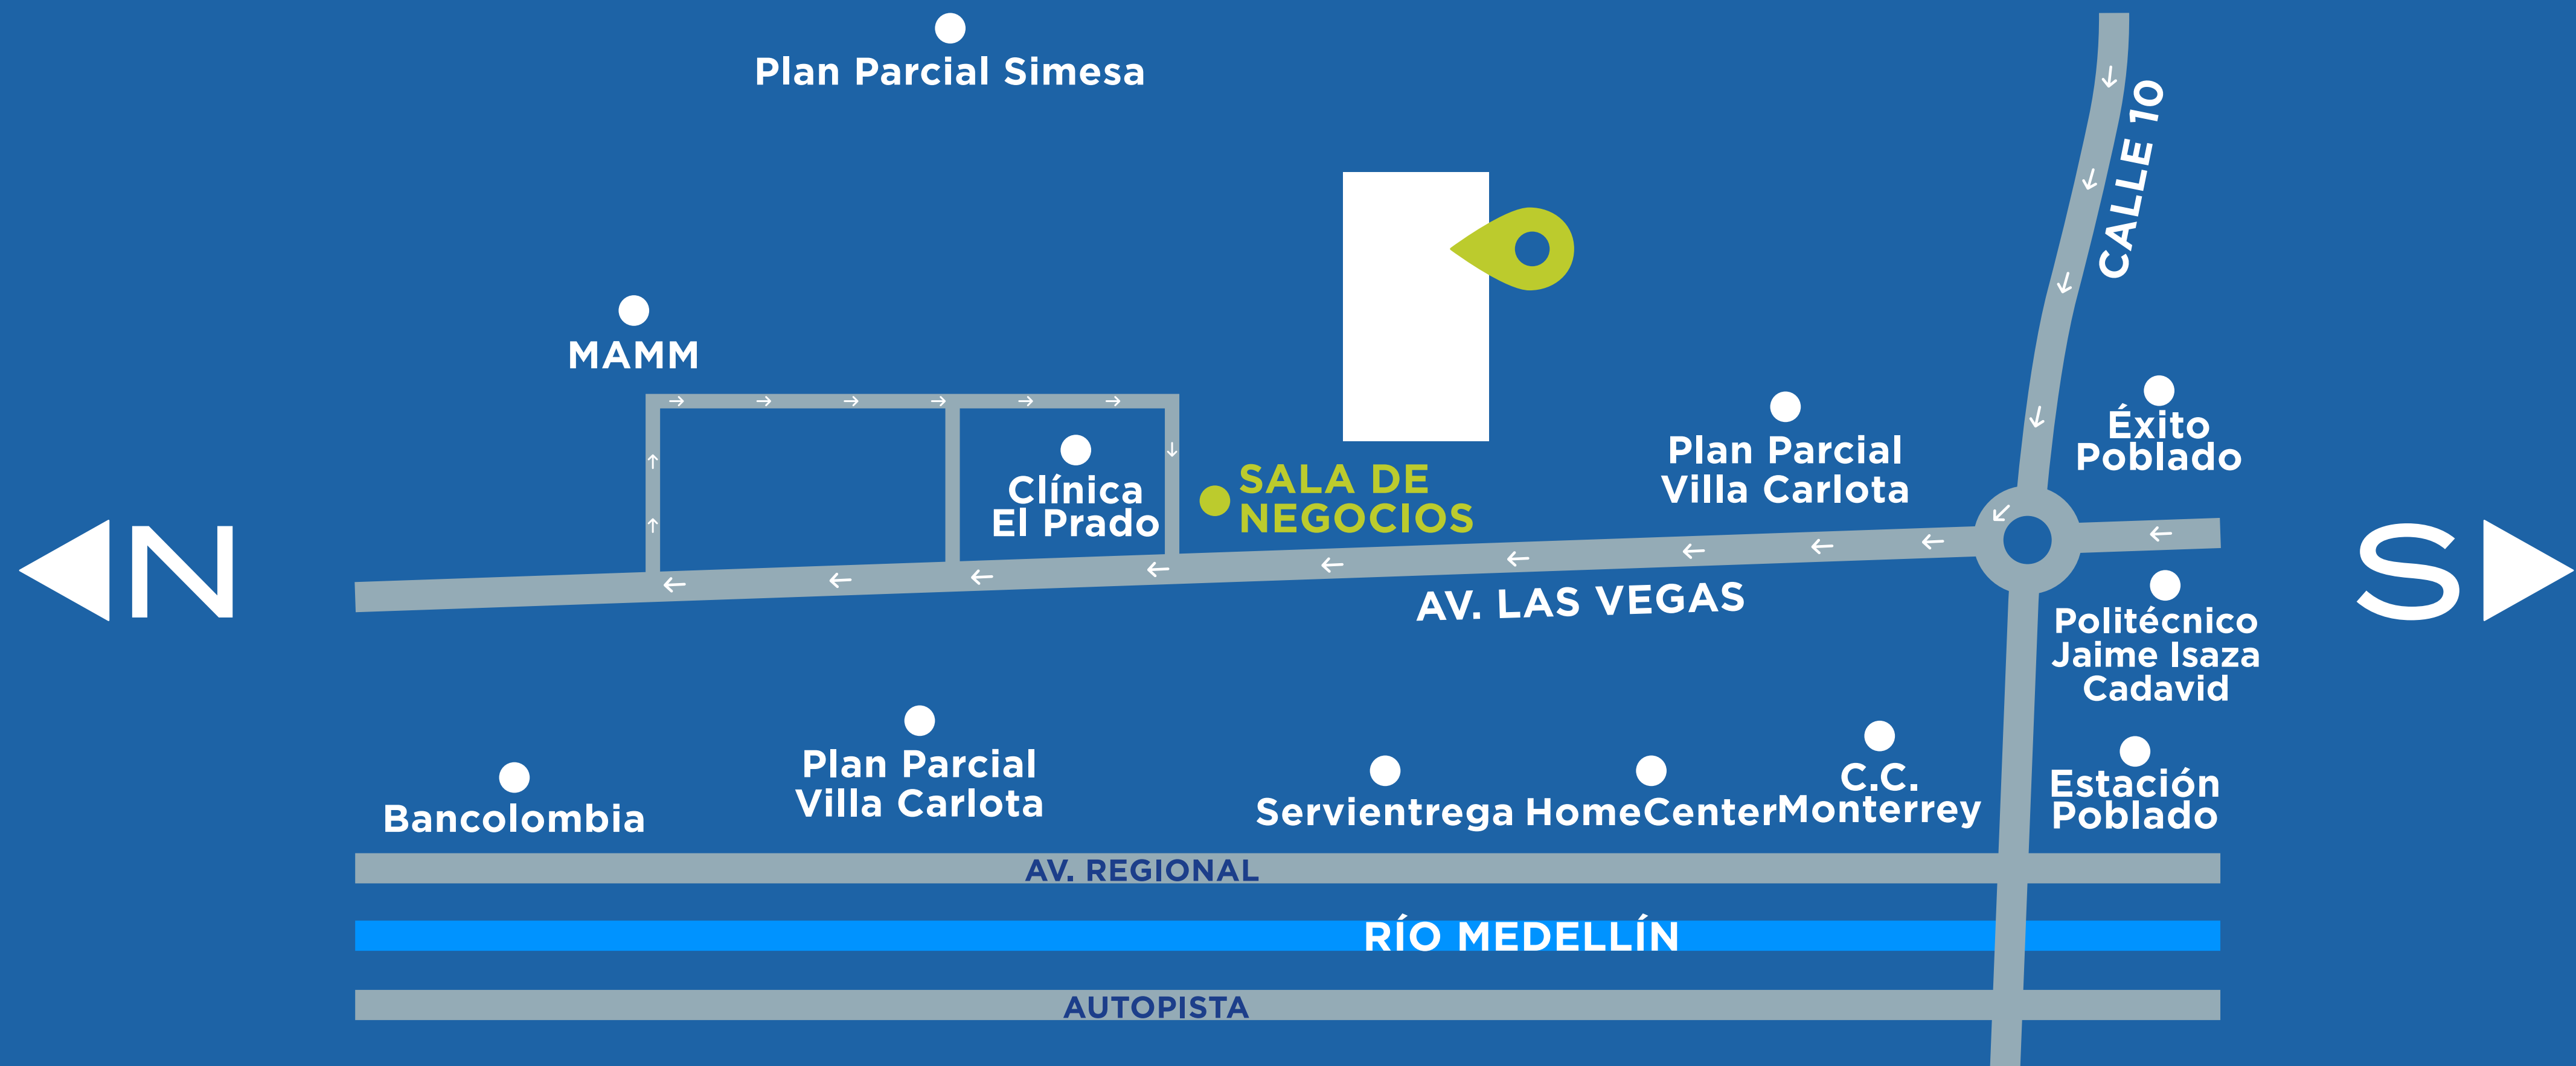 Plan Parcial Simesa
CALLE 10
MAMM
Éxito
Poblado
Plan Parcial
Villa Carlota
Clínica
El Prado
SALA DE
NEGOCIOS
N
S
AV. LAS VEGAS
Politécnico
Jaime Isaza
Cadavid
Plan Parcial
Villa Carlota
Bancolombia
Servientrega
HomeCenter
C.C.
Monterrey
Estación
Poblado
AV. REGIONAL
RÍO MEDELLÍN
AUTOPISTA